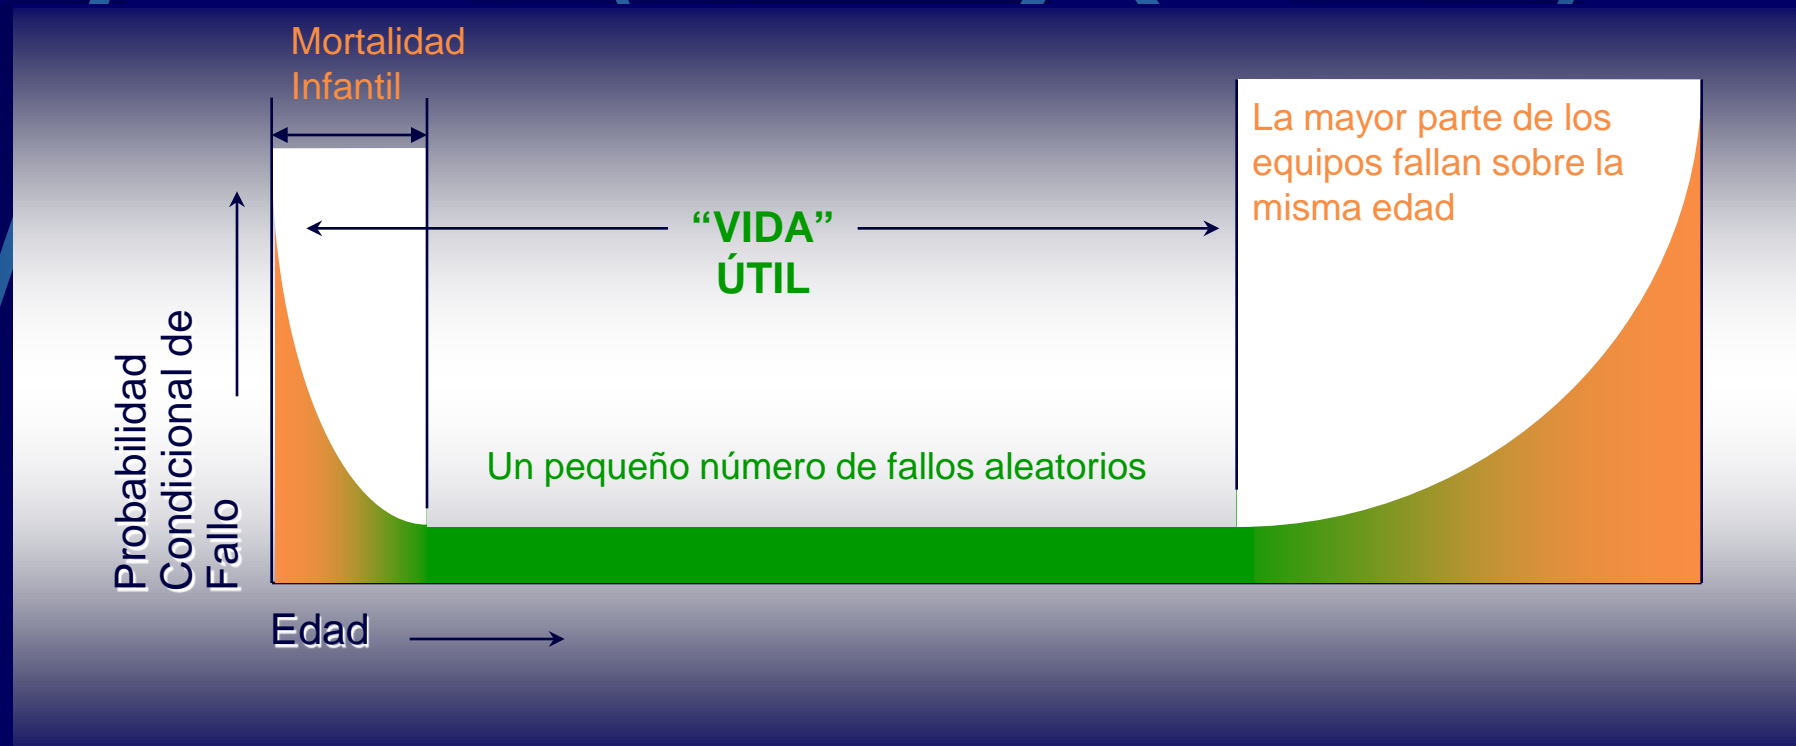 Mortalidad
Infantil
La mayor parte de los
equipos fallan sobre la
misma edad
“VIDA”
ÚTIL
Un pequeño número de fallos aleatorios
Probabilidad
Condicional de
Fallo
Edad